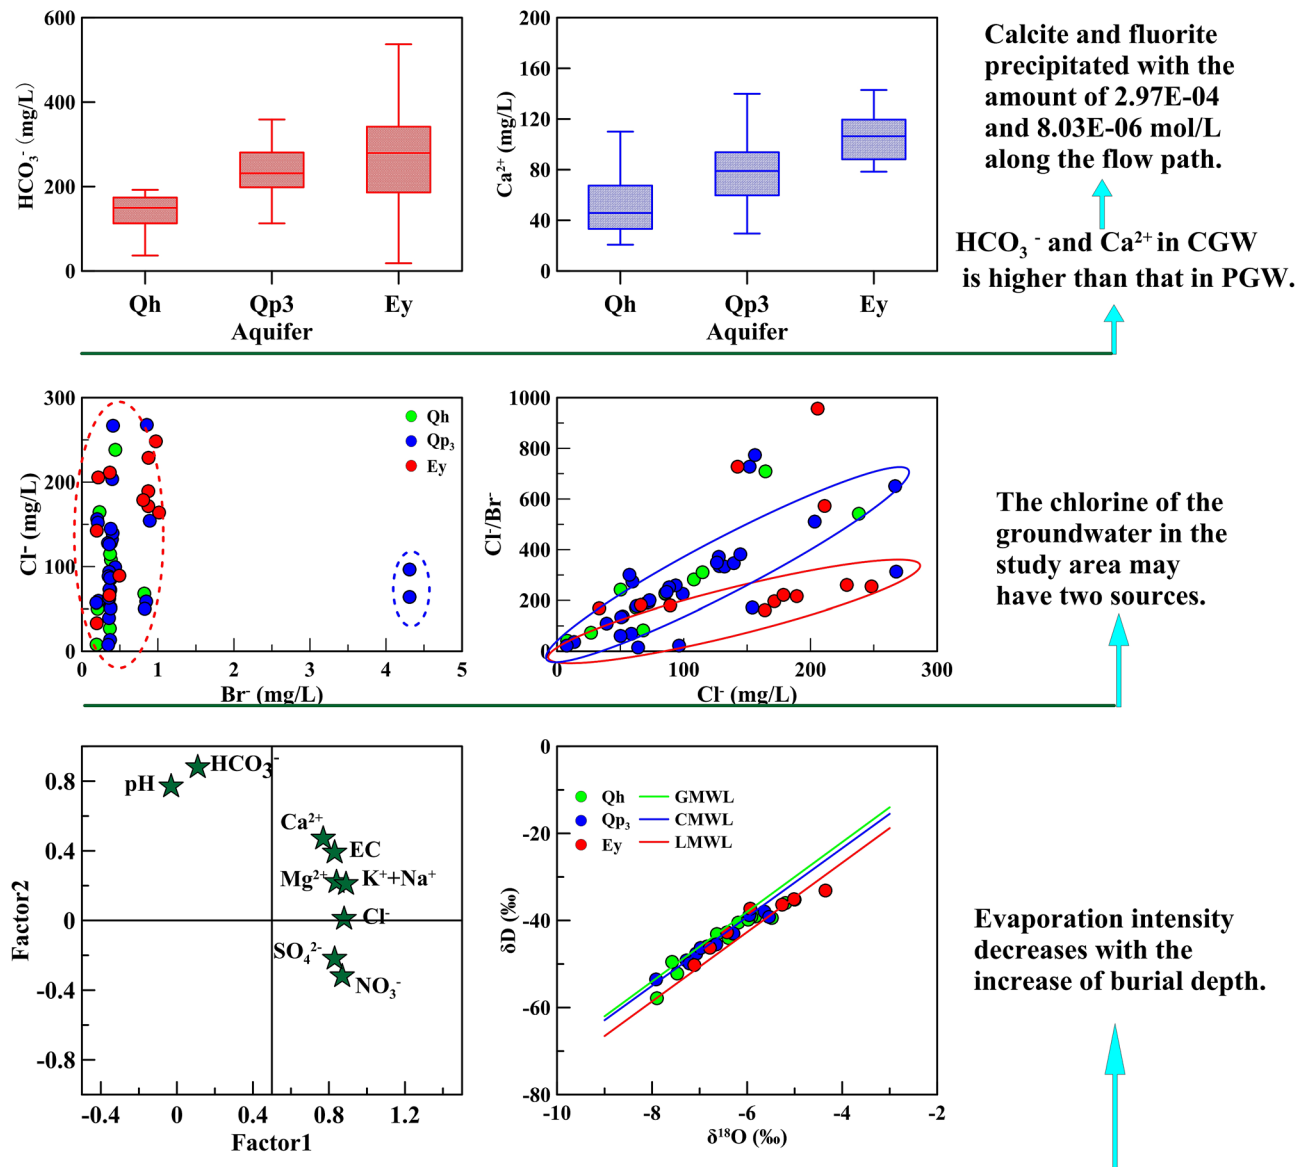 600
400
200
0
HCO₃⁻ (mg/L)
Qh
Qp3
Ey
Aquifer
200
160
120
80
40
0
Ca²⁺ (mg/L)
Qh
Qp3
Ey
Aquifer
Calcite and fluorite
precipitated with the
amount of 2.97E-04
and 8.03E-06 mol/L
along the flow path.
HCO₃⁻ and Ca²⁺ in CGW
is higher than that in PGW.
300
200
100
0
Cl⁻ (mg/L)
Qh
Qp₃
Ey
0
1
2
3
4
5
Br⁻ (mg/L)
1000
800
600
400
200
0
Cl⁻/Br⁻
0
100
200
300
Cl⁻ (mg/L)
The chlorine of the
groundwater in the
study area may
have two sources.
0.8
0.4
0
-0.4
-0.8
Factor2
pH
HCO₃⁻
Ca²⁺
EC
Mg²⁺
K⁺+Na⁺
Cl⁻
SO₄²⁻
NO₃⁻
-0.4
0
0.4
0.8
1.2
Factor1
0
-20
-40
-60
-80
δD (‰)
Qh
GMWL
Qp₃
CMWL
Ey
LMWL
-10
-8
-6
-4
-2
δ¹⁸O (‰)
Evaporation intensity
decreases with the
increase of burial depth.